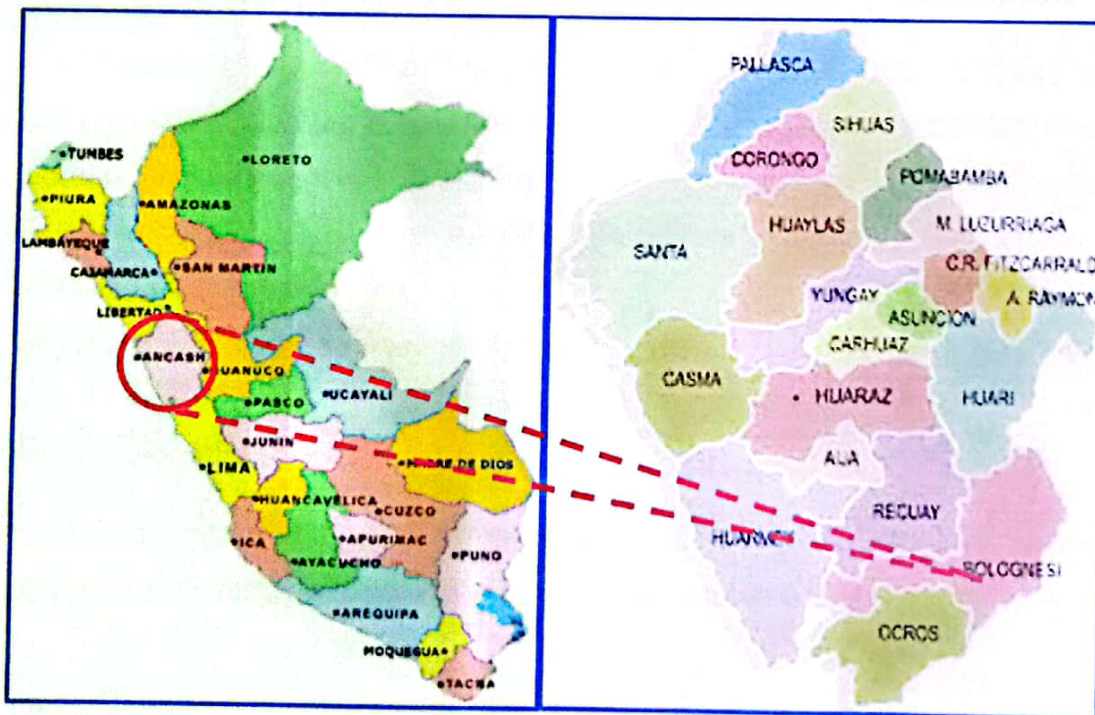 TUMBES
LORETO
PIURA
AMAZONAS
LAMBAYEQUE
CAJAMARCA
SAN MARTIN
LIBERTAD
ANCASH
HUANUCO
UCAYALI
PASCO
JUNIN
LIMA
MADRE DE DIOS
HUANCAVELICA
CUZCO
ICA
APURIMAC
PUNO
AYACUCHO
AREQUIPA
MOQUEGUA
TACNA
PALLASCA
SIHUAS
CORONGO
POMABAMBA
HUAYLAS
M. LUZURRIAGA
SANTA
C.R. FITZCARRALD
YUNGAY
A. RAYMON
ASUNCION
CARHUAZ
CASMA
HUARAZ
HUARI
AIJA
RECUAY
HUARMEY
BOLOGNESI
OCROS